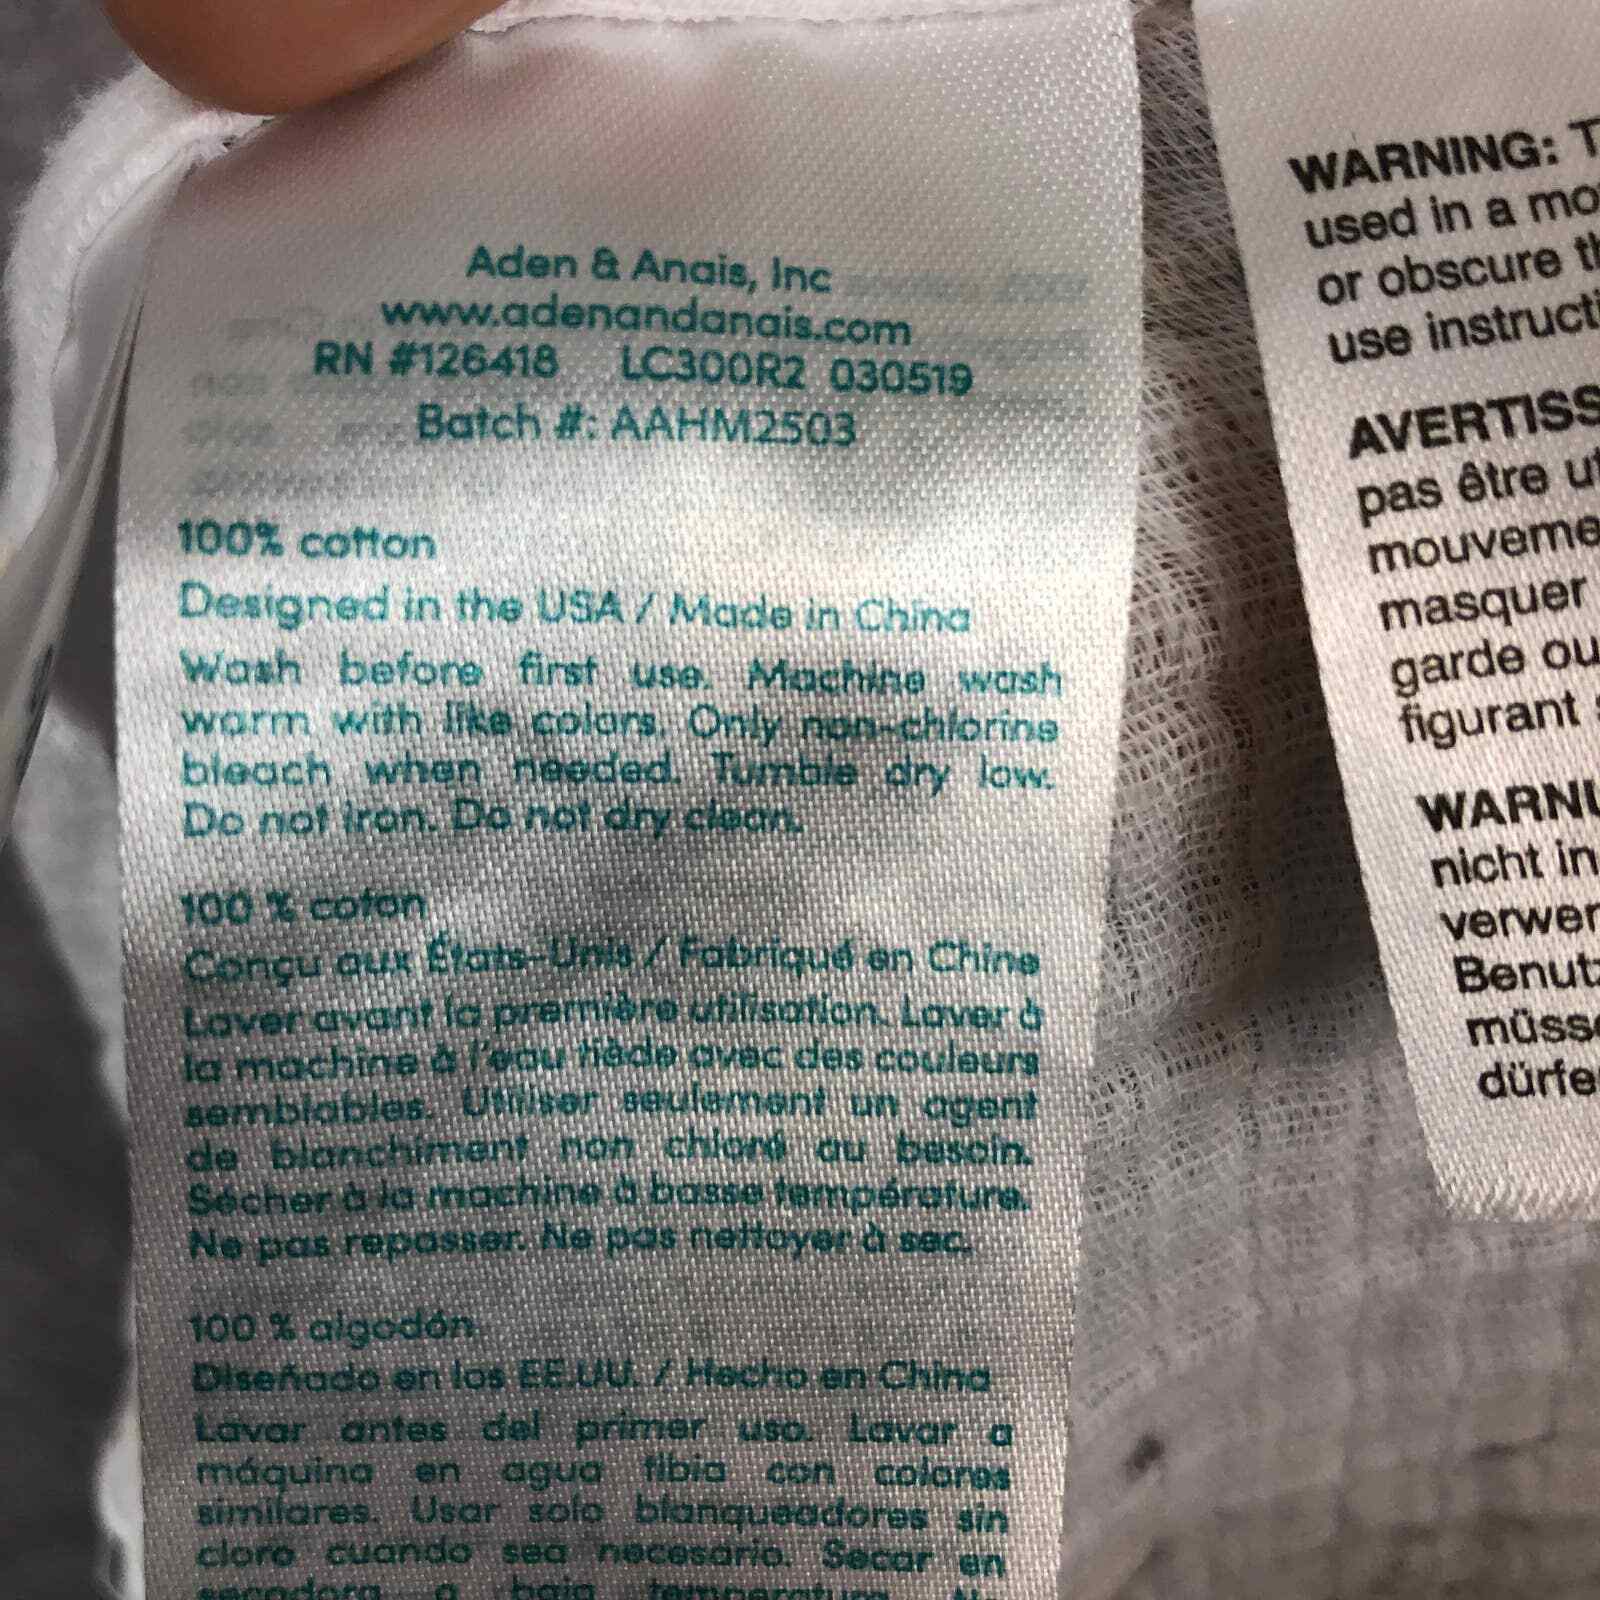 Aden & Anais, Inc
www.adenandanais.com
RN #126418 LC300R2 030519
Batch #: AAHM2503
100% cotton
Designed in the USA / Made in China
Wash before first use. Machine wash
warm with like colors. Only non-chlorine
bleach when needed. Tumble dry low.
Do not iron. Do not dry clean.
100 % coton
Conçu aux États-Unis / Fabriqué en Chine
Laver avant la première utilisation. Laver à
la machine à l'eau tiède avec des couleurs
semblables. Utiliser seulement un agent
de blanchiment non chloré au besoin.
Sécher à la machine à basse température.
Ne pas repasser. Ne pas nettoyer à sec.
100 % algodón
Diseñado en los EE.UU. / Hecho en China
Lavar antes del primer uso. Lavar a
máquina en agua tibia con colores
similares. Usar solo blanqueadores sin
cloro cuando sea necesario. Secar en
secadora a baja temperatura.
WARNING: T
used in a mo
or obscure th
use instructi
AVERTISS
pas être ut
mouveme
masquer
garde ou
figurant
WARNU
nicht in
verwer
Benutz
müsse
dürfe